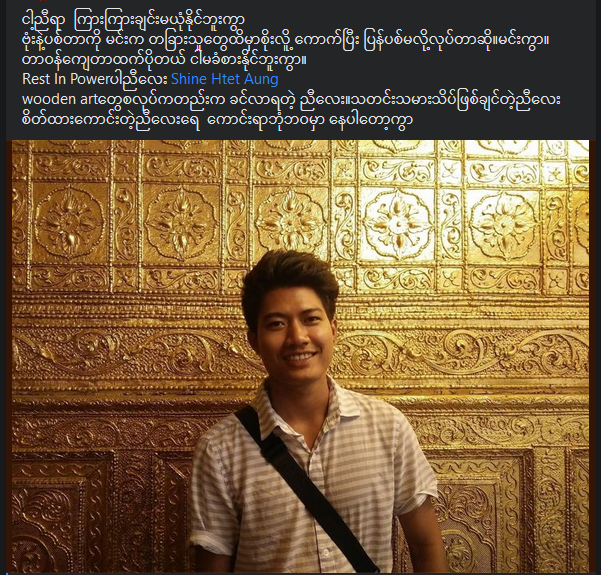 ငါ့ညီရာ ကြားကြားချင်းမယုံနိုင်ဘူးကွာ
ဗုံးနဲ့ပစ်တာကို မင်းက တခြားသူတွေထိမှာစိုးလို့ ကောက်ပြီး ပြန်ပစ်မလို့လုပ်တာဆို။မင်းကွာ။
တာဝန်ကျေတာထက်ပိုတယ် ငါမခံစားနိုင်ဘူးကွာ။
Rest In Powerပါညီလေး Shine Htet Aung
wooden artတွေစလုပ်ကတည်းက ခင်လာရတဲ့ ညီလေး။သတင်းသမားသိပ်ဖြစ်ချင်တဲ့ညီလေး
စိတ်ထားကောင်းတဲ့ညီလေးရေ ကောင်းရာဘုံဘဝမှာ နေပါတော့ကွာ